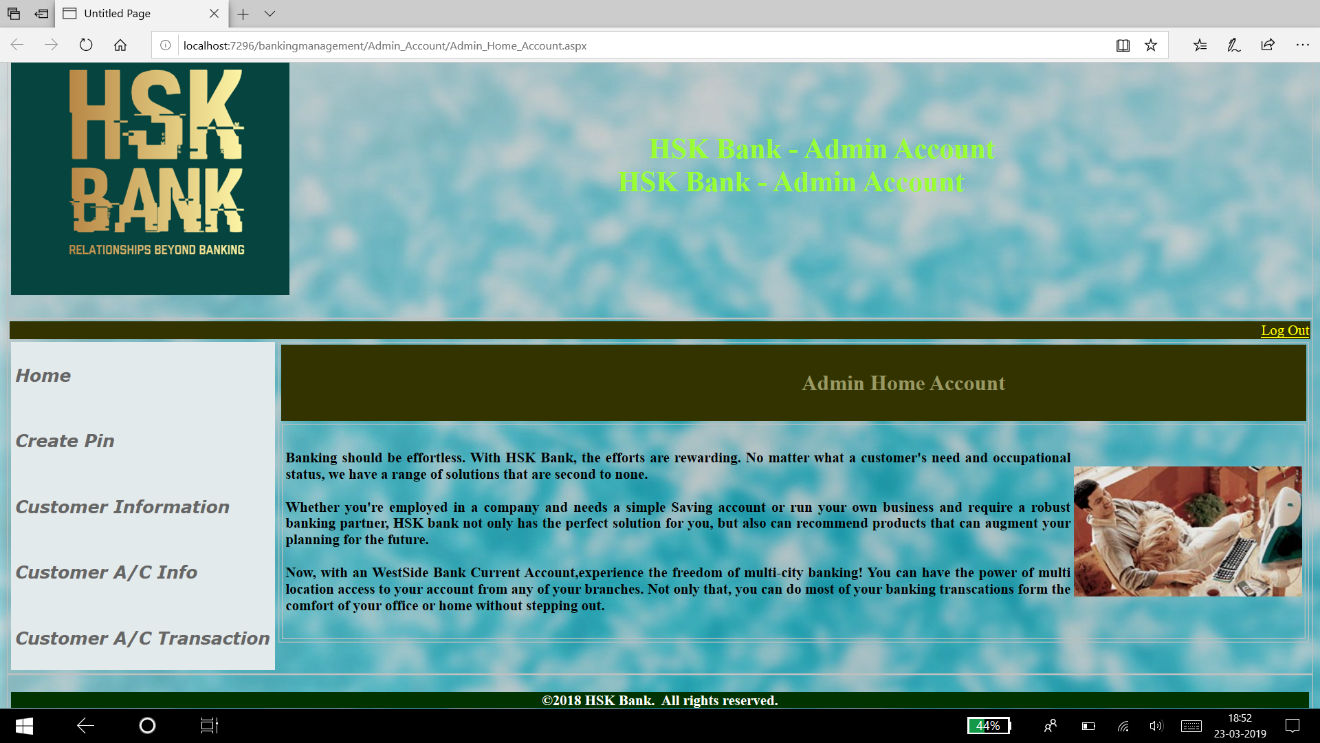 Untitled Page
localhost:7296/bankingmanagement/Admin_Account/Admin_Home_Account.aspx
HSK
BANK
RELATIONSHIPS BEYOND BANKING
HSK Bank - Admin Account
HSK Bank - Admin Account
Log Out
Home
Create Pin
Customer Information
Customer A/C Info
Customer A/C Transaction
Admin Home Account
Banking should be effortless. With HSK Bank, the efforts are rewarding. No matter what a customer's need and occupational
status, we have a range of solutions that are second to none.
Whether you're employed in a company and needs a simple Saving account or run your own business and require a robust
banking partner, HSK bank not only has the perfect solution for you, but also can recommend products that can augment your
planning for the future.
Now, with an WestSide Bank Current Account,experience the freedom of multi-city banking! You can have the power of multi
location access to your account from any of your branches. Not only that, you can do most of your banking transcations form the
comfort of your office or home without stepping out.
©2018 HSK Bank. All rights reserved.
44%
18:52
23-03-2019